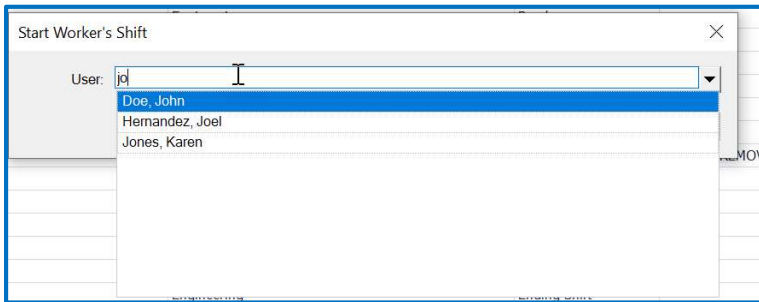 Start Worker's Shift
User: jo
Doe, John
Hernandez, Joel
Jones, Karen